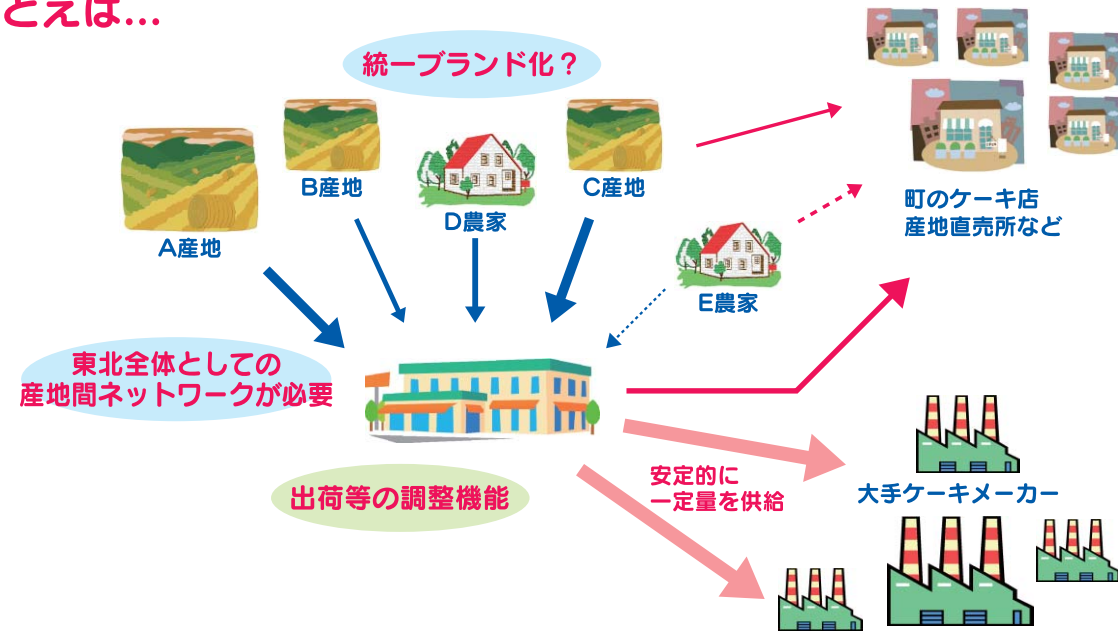 とえば…
統一ブランド化？
B産地
C産地
D農家
A産地
E農家
町のケーキ店
産地直売所など
東北全体としての
産地間ネットワークが必要
出荷等の調整機能
安定的に
一定量を供給
大手ケーキメーカー